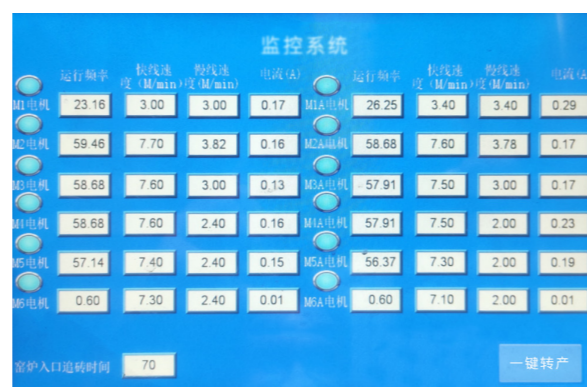 监控系统
运行频率 快线速度(M/min) 慢线速度(M/min) 电流(A) 运行频率 快线速度(M/min) 慢线速度(M/min) 电流(A)
M1电机 23.16 3.00 3.00 0.17 M1A电机 26.25 3.40 3.40 0.29
M2电机 59.46 7.70 3.82 0.16 M2A电机 58.68 7.60 3.78 0.17
M3电机 58.68 7.60 3.00 0.13 M3A电机 57.91 7.50 3.00 0.17
M4电机 58.68 7.60 2.40 0.16 M4A电机 57.91 7.50 2.00 0.23
M5电机 57.14 7.40 2.40 0.15 M5A电机 56.37 7.30 2.00 0.19
M6电机 0.60 7.30 2.40 0.01 M6A电机 0.60 7.10 2.00 0.01
窑炉入口追砖时间 70 一键转产